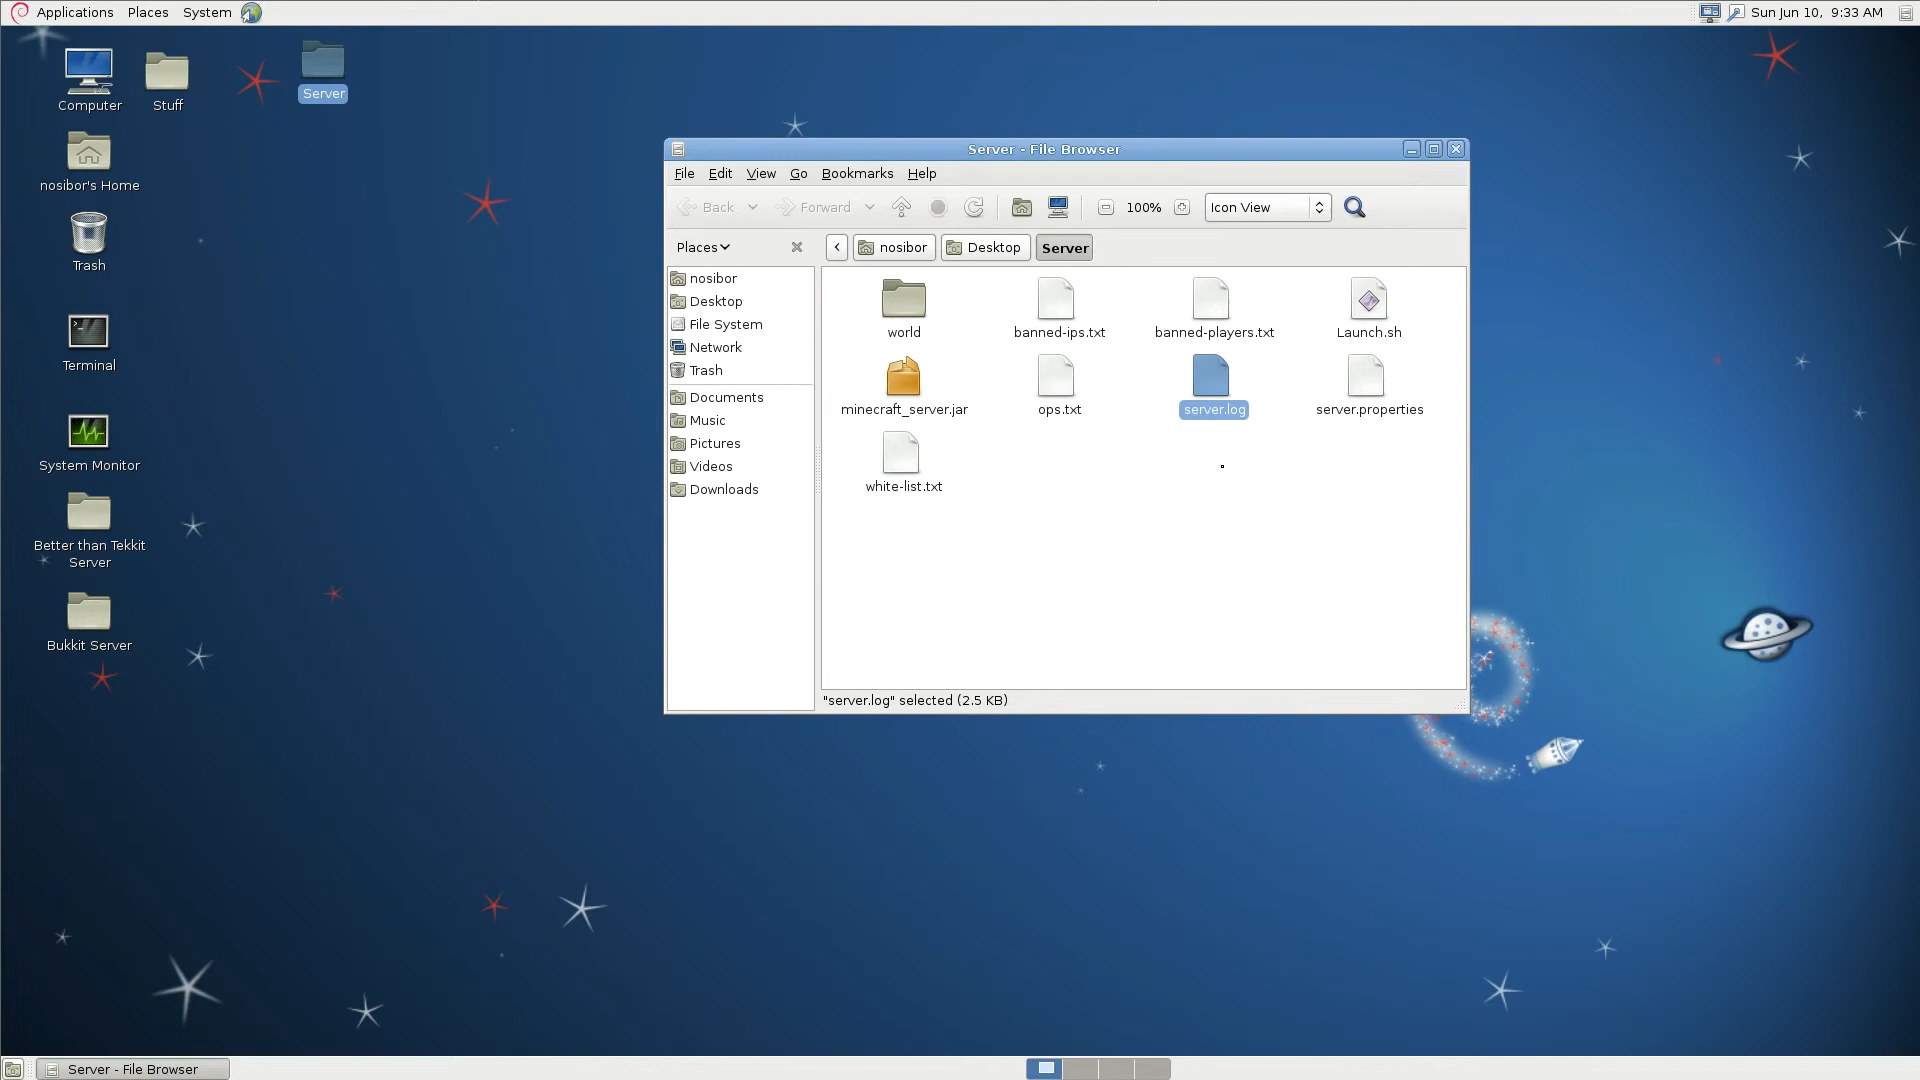 Applications Places System
Sun Jun 10, 9:33 AM
Computer
Stuff
Server
nosibor's Home
Trash
Terminal
System Monitor
Better than Tekkit
Server
Bukkit Server
Server - File Browser
File Edit View Go Bookmarks Help
Back Forward 100% Icon View
Places
nosibor Desktop Server
nosibor
Desktop
File System
Network
Trash
Documents
Music
Pictures
Videos
Downloads
world banned-ips.txt banned-players.txt Launch.sh
minecraft_server.jar ops.txt server.log server.properties
white-list.txt
"server.log" selected (2.5 KB)
Server - File Browser